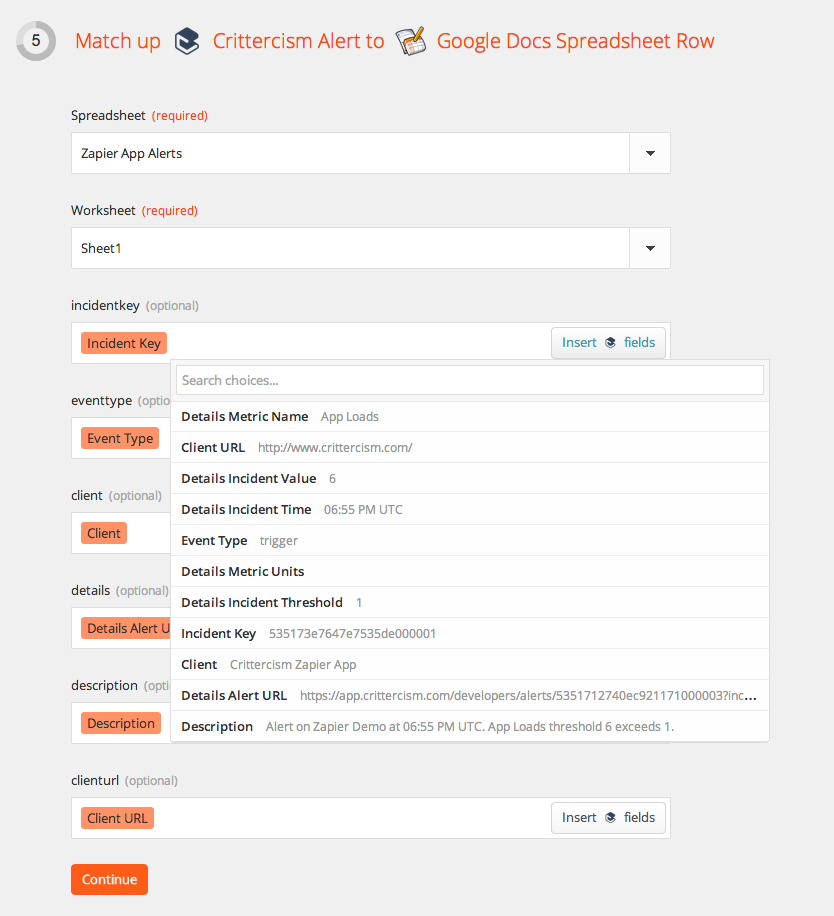 5 Match up Crittercism Alert to Google Docs Spreadsheet Row
Spreadsheet (required)
Zapier App Alerts
Worksheet (required)
Sheet1
incidentkey (optional)
Incident Key Insert fields
Search choices...
Details Metric Name App Loads
Client URL http://www.crittercism.com/
Details Incident Value 6
Details Incident Time 06:55 PM UTC
Event Type trigger
Details Metric Units
Details Incident Threshold 1
Incident Key 535173e7647e7535de000001
Client Crittercism Zapier App
Details Alert URL https://app.crittercism.com/developers/alerts/5351712740ec921171000003?inc...
Description Alert on Zapier Demo at 06:55 PM UTC. App Loads threshold 6 exceeds 1.
eventtype (optio
Event Type
client (optional)
Client
details (optional)
Details Alert U
description (opti
Description
clienturl (optional)
Client URL Insert fields
Continue